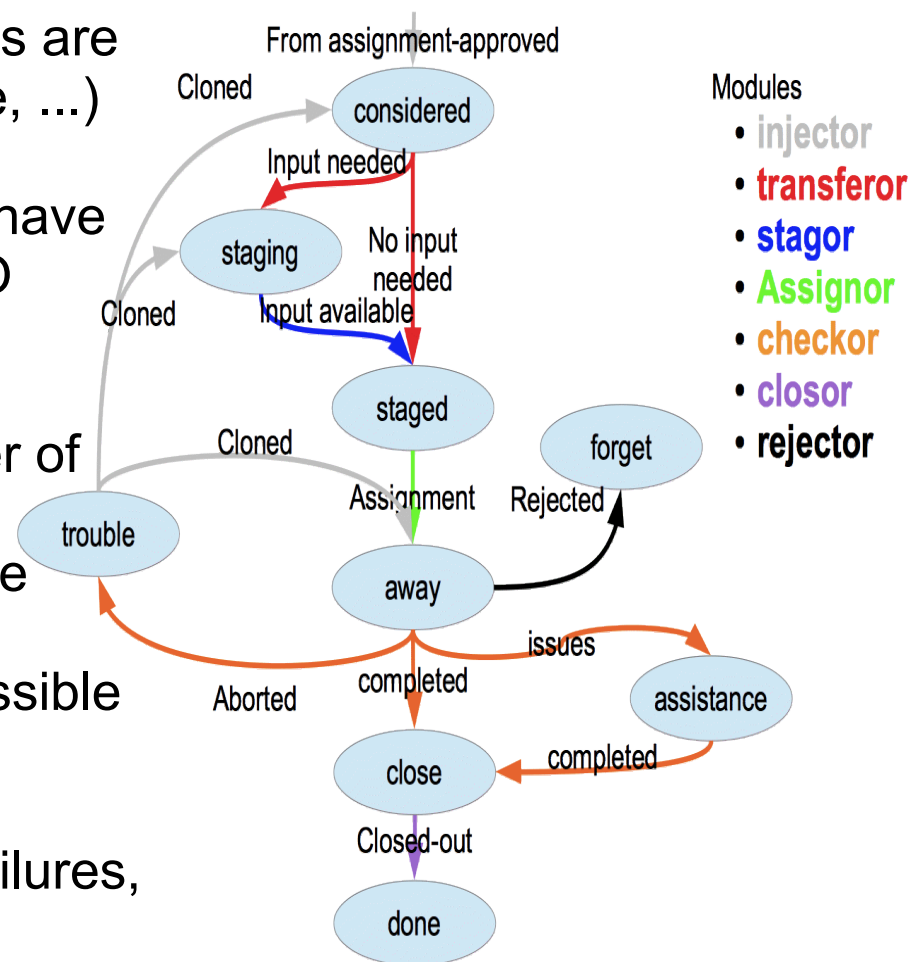 s are
e, ...)
have
er of
e
ssible
ilures,
From assignment-approved
Cloned
considered
Input needed
staging
No input
needed
Cloned
Input available
staged
Cloned
forget
Assignment
Rejected
trouble
away
issues
Aborted
completed
assistance
close
completed
Closed-out
done
Modules
• injector
• transferor
• stagor
• Assignor
• checkor
• closor
• rejector